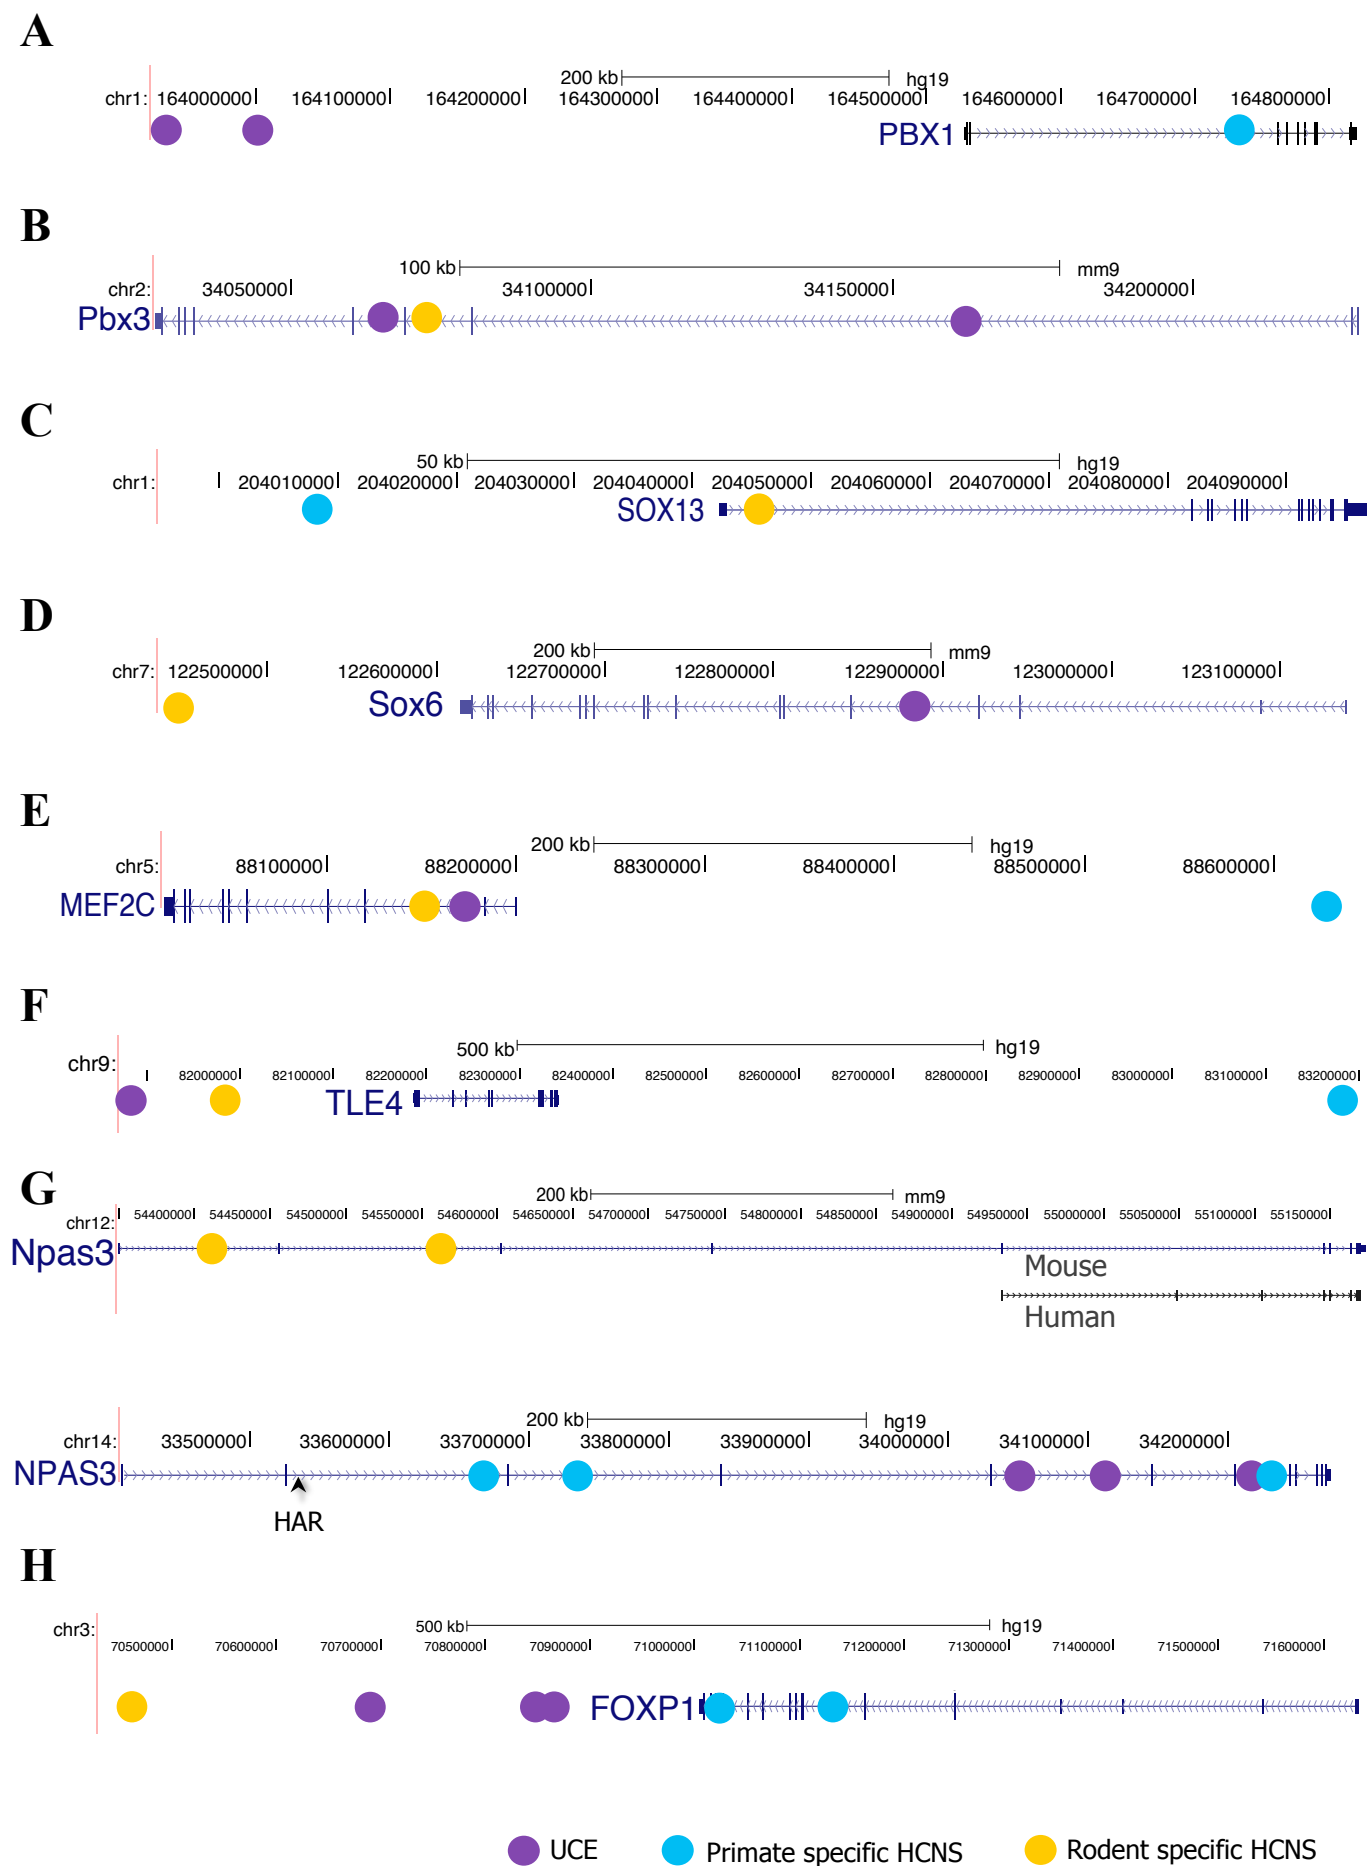 A
200 kb hg19
chr1: 164000000 164100000 164200000 164300000 164400000 164500000 164600000 164700000 164800000
PBX1
B
100 kb mm9
chr2: 34050000 34100000 34150000 34200000
Pbx3
C
50 kb hg19
chr1: 204010000 204020000 204030000 204040000 204050000 204060000 204070000 204080000 204090000
SOX13
D
200 kb mm9
chr7: 122500000 122600000 122700000 122800000 122900000 123000000 123100000
Sox6
E
200 kb hg19
chr5: 88100000 88200000 88300000 88400000 88500000 88600000
MEF2C
F
500 kb hg19
chr9: 82000000 82100000 82200000 82300000 82400000 82500000 82600000 82700000 82800000 82900000 83000000 83100000 83200000
TLE4
G
200 kb mm9
chr12: 54400000 54450000 54500000 54550000 54600000 54650000 54700000 54750000 54800000 54850000 54900000 54950000 55000000 55050000 55100000 55150000
Npas3
Mouse
Human
200 kb hg19
chr14: 33500000 33600000 33700000 33800000 33900000 34000000 34100000 34200000
NPAS3
HAR
H
500 kb hg19
chr3: 70500000 70600000 70700000 70800000 70900000 71000000 71100000 71200000 71300000 71400000 71500000 71600000
FOXP1
UCE Primate specific HCNS Rodent specific HCNS